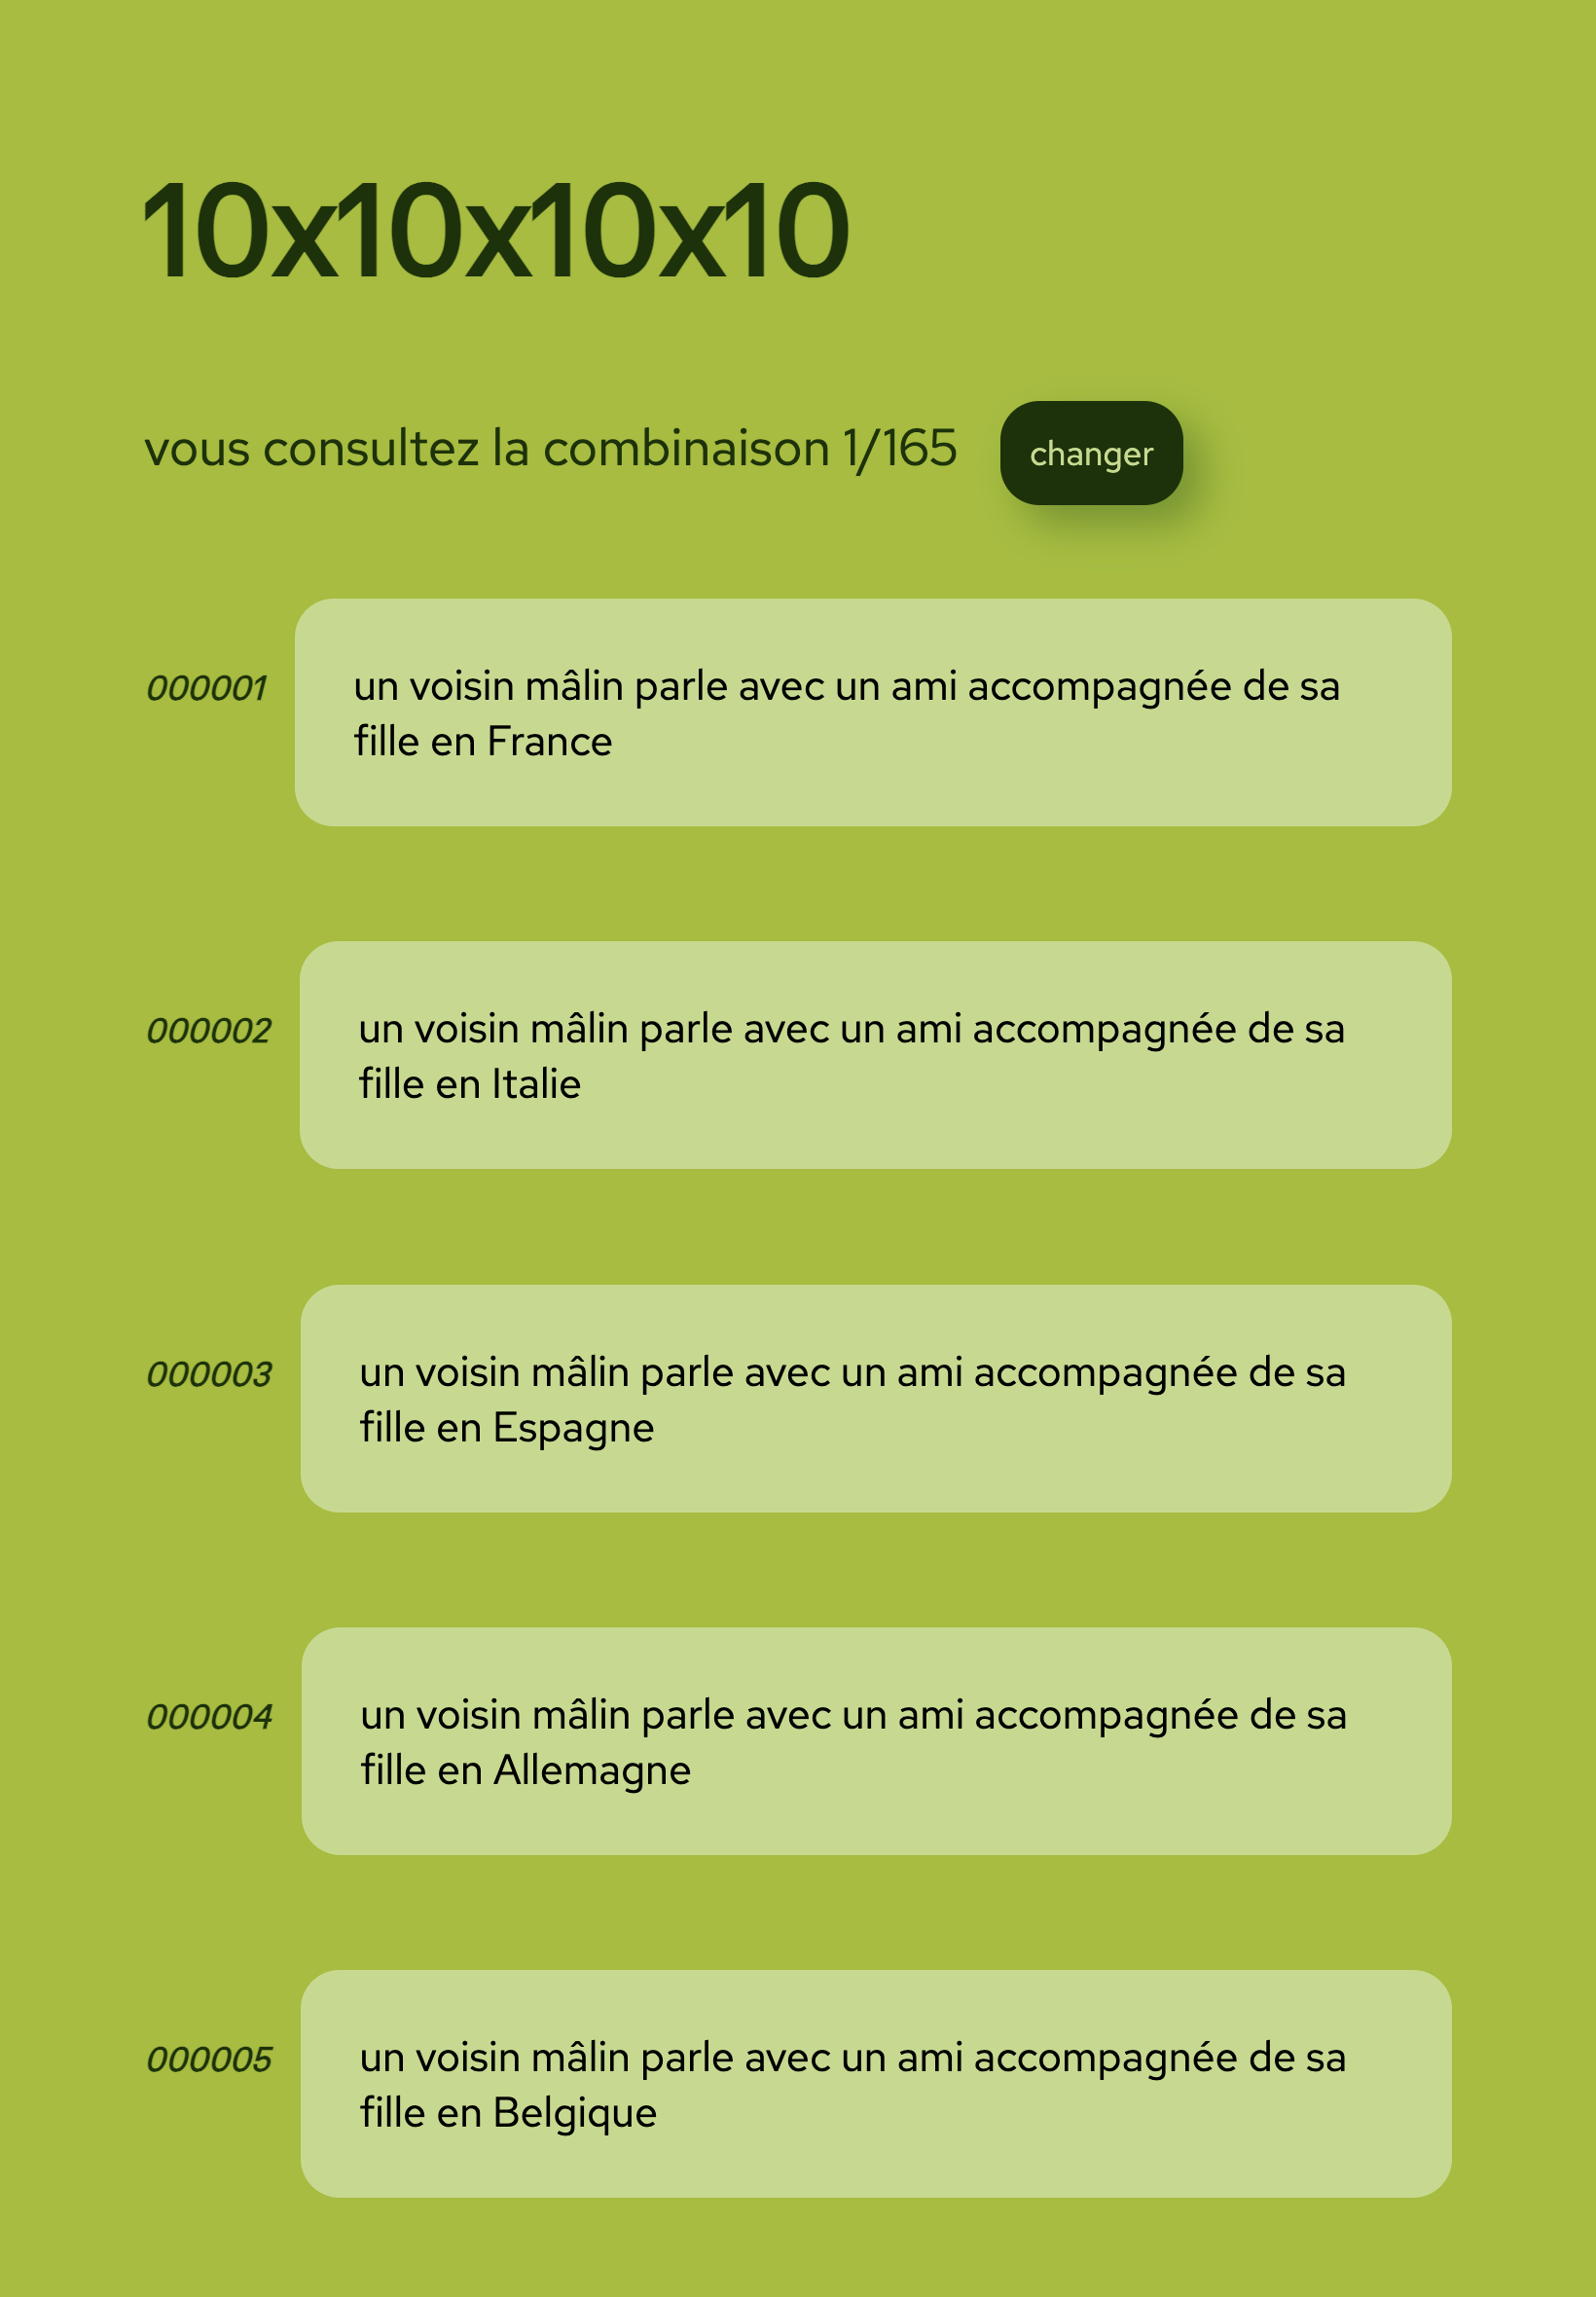 10x10x10x10
vous consultez la combinaison 1/165
changer
000001
un voisin mâlin parle avec un ami accompagnée de sa
fille en France
000002
un voisin mâlin parle avec un ami accompagnée de sa
fille en Italie
000003
un voisin mâlin parle avec un ami accompagnée de sa
fille en Espagne
000004
un voisin mâlin parle avec un ami accompagnée de sa
fille en Allemagne
000005
un voisin mâlin parle avec un ami accompagnée de sa
fille en Belgique